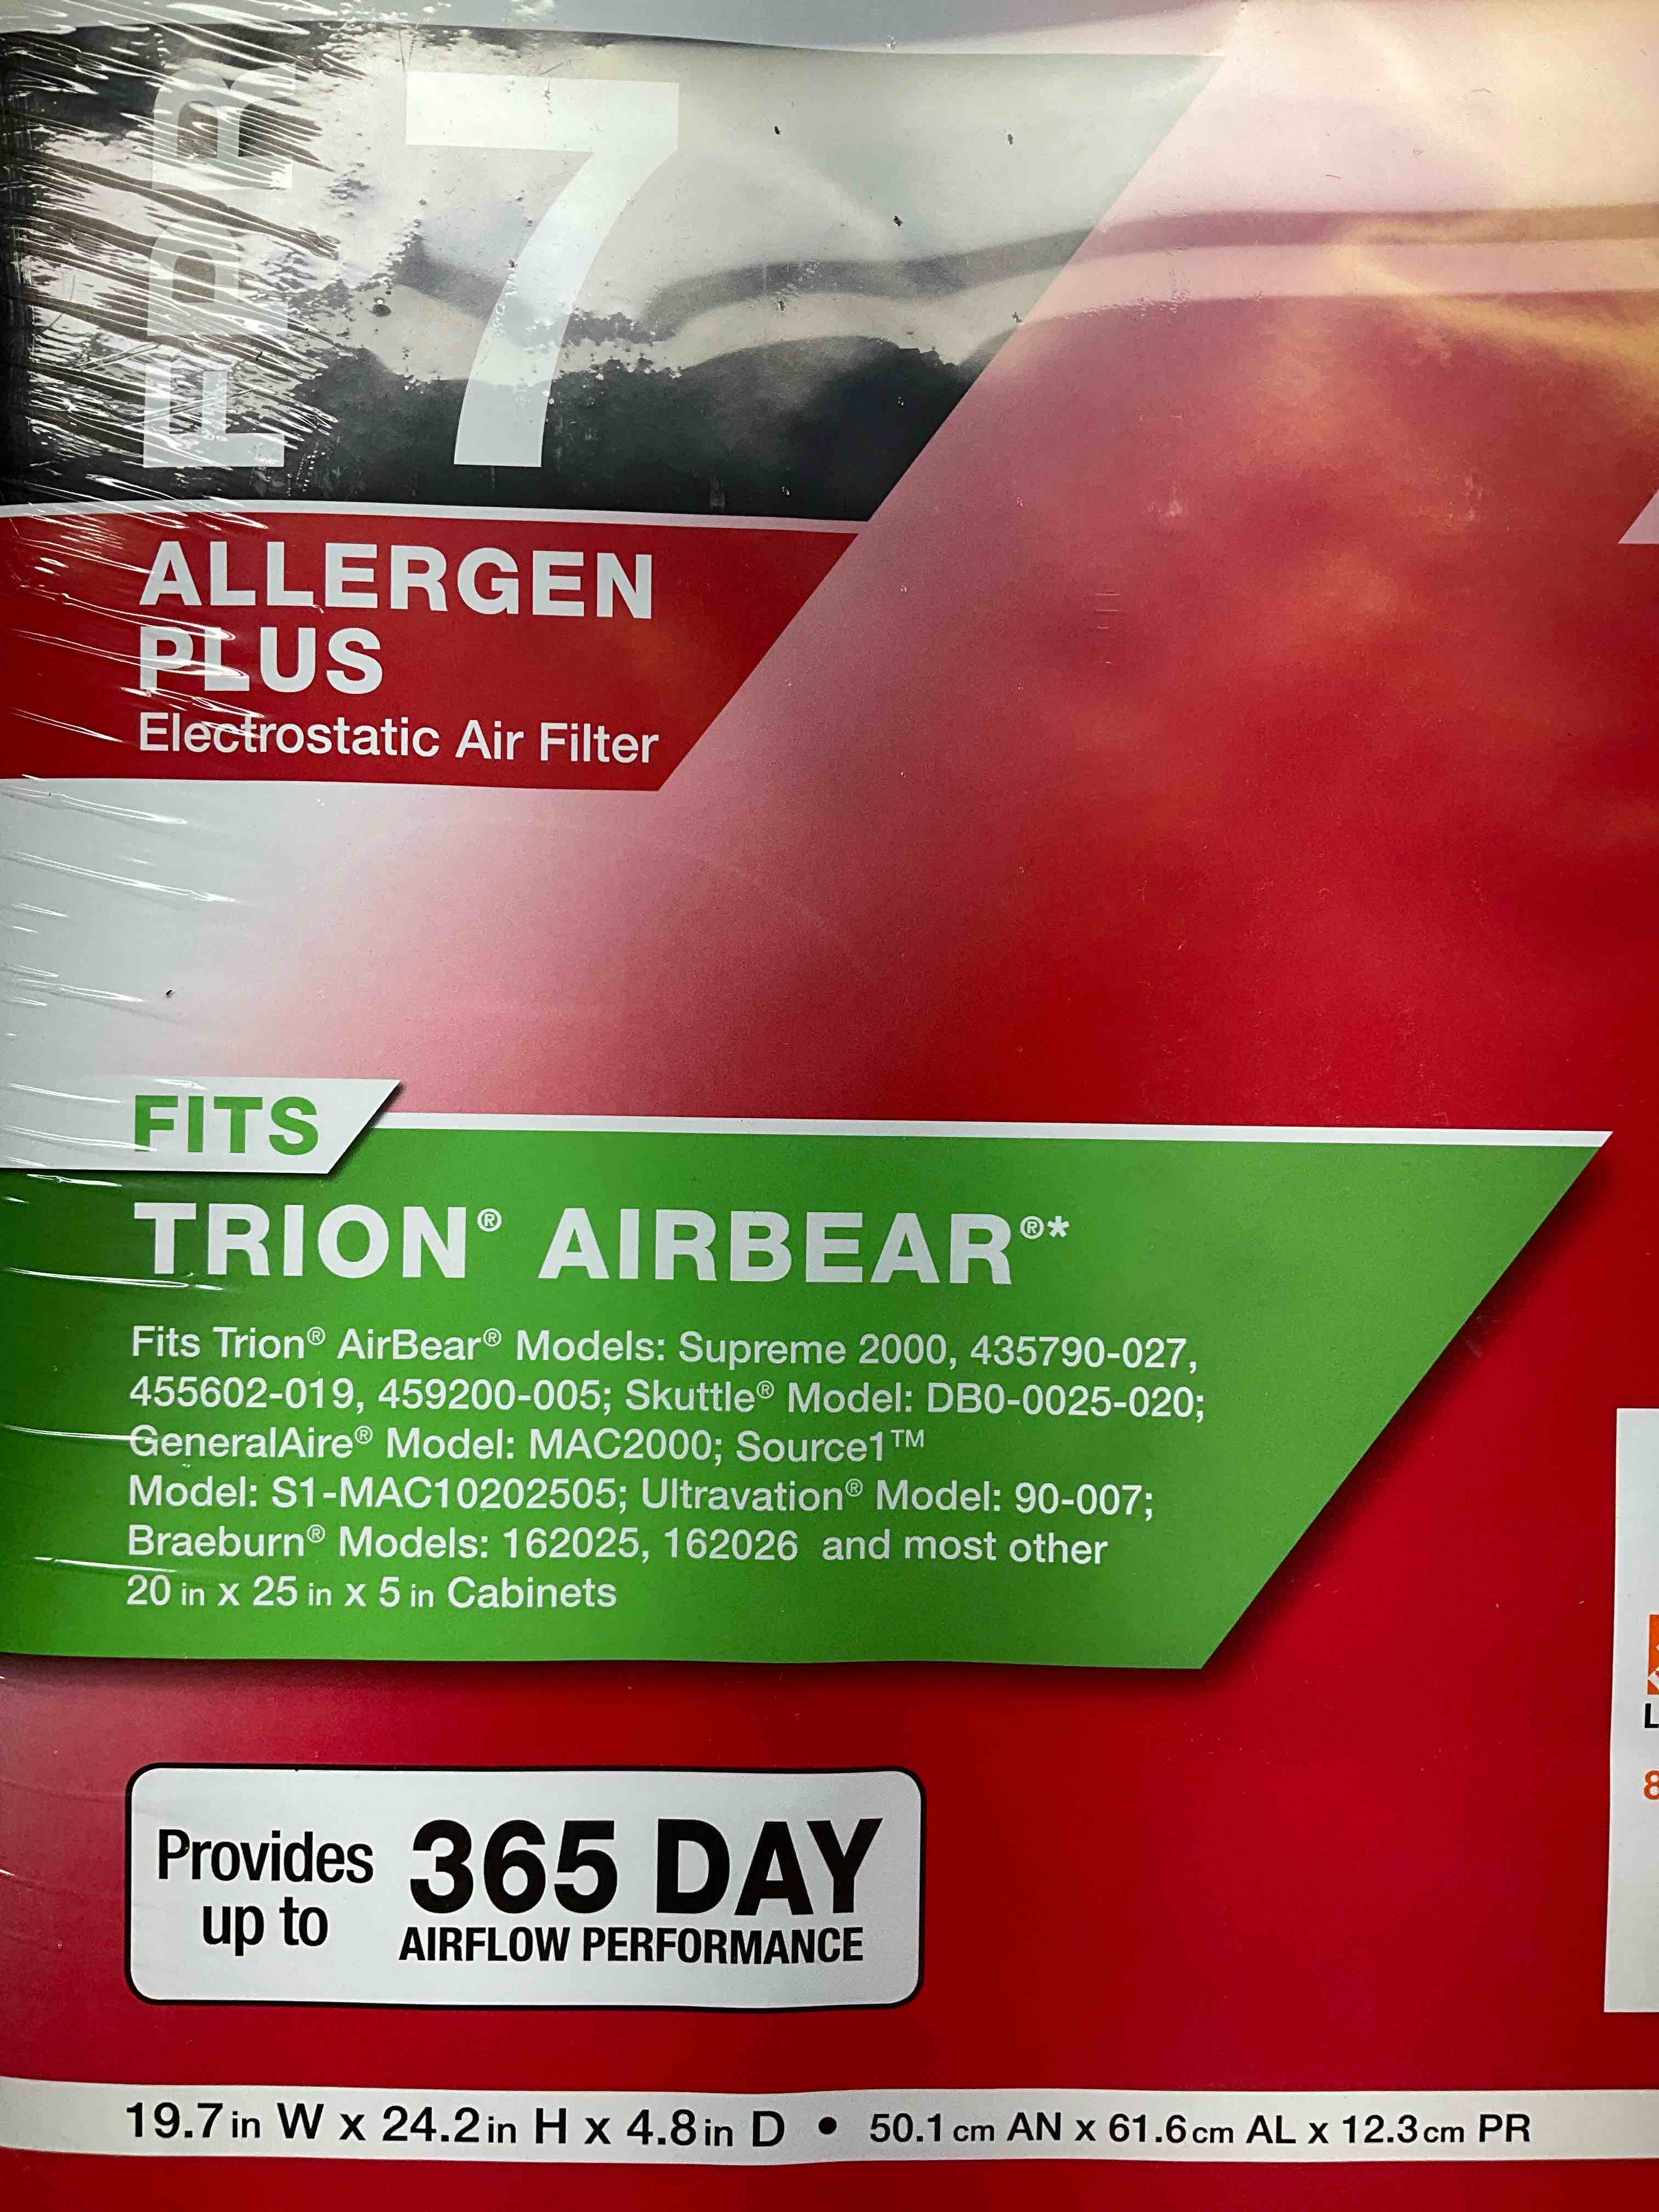 FPR 7
ALLERGEN
PLUS
Electrostatic Air Filter
FITS
TRION® AIRBEAR®*
Fits Trion® AirBear® Models: Supreme 2000, 435790-027,
455602-019, 459200-005; Skuttle® Model: DB0-0025-020;
GeneralAire® Model: MAC2000; Source1™
Model: S1-MAC10202505; Ultravation® Model: 90-007;
Braeburn® Models: 162025, 162026 and most other
20 in x 25 in x 5 in Cabinets
Provides
up to
365 DAY
AIRFLOW PERFORMANCE
19.7 in W x 24.2 in H x 4.8 in D • 50.1 cm AN x 61.6 cm AL x 12.3 cm PR
L
8